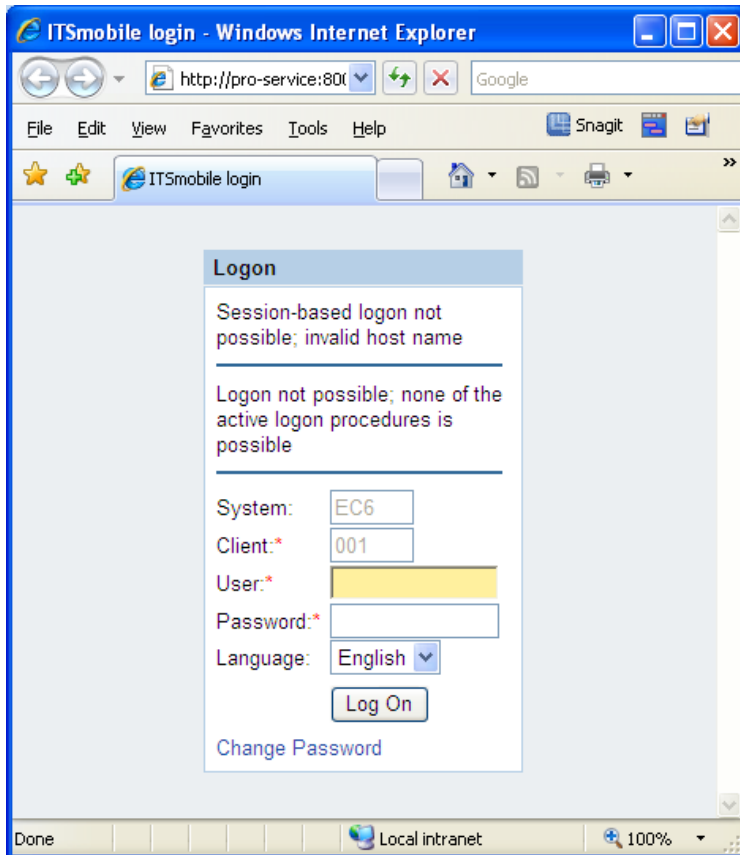 ITSmobile login - Windows Internet Explorer
http://pro-service:800
Google
File Edit View Favorites Tools Help
Snagit
ITSmobile login
»
Logon
Session-based logon not
possible; invalid host name
Logon not possible; none of the
active logon procedures is
possible
System: EC6
Client:* 001
User:*
Password:*
Language: English
Log On
Change Password
Done
Local intranet
100%